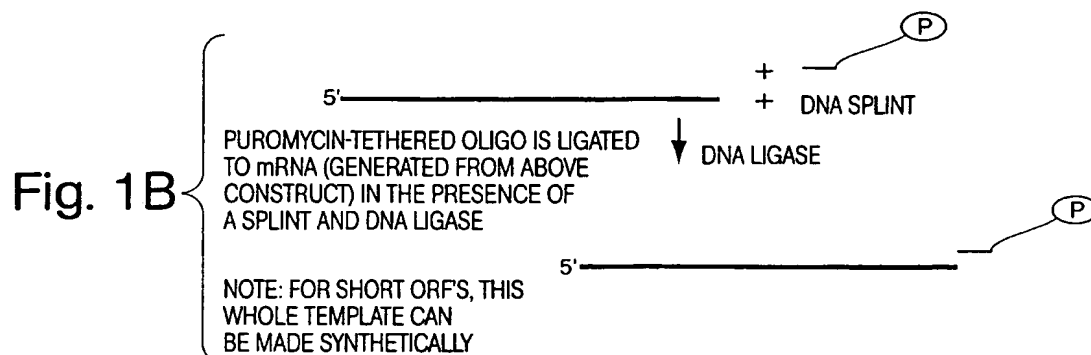 P
+
5'
+ DNA SPLINT
PUROMYCIN-TETHERED OLIGO IS LIGATED
TO mRNA (GENERATED FROM ABOVE
CONSTRUCT) IN THE PRESENCE OF
A SPLINT AND DNA LIGASE
DNA LIGASE
Fig. 1B
P
5'
NOTE: FOR SHORT ORF'S, THIS
WHOLE TEMPLATE CAN
BE MADE SYNTHETICALLY